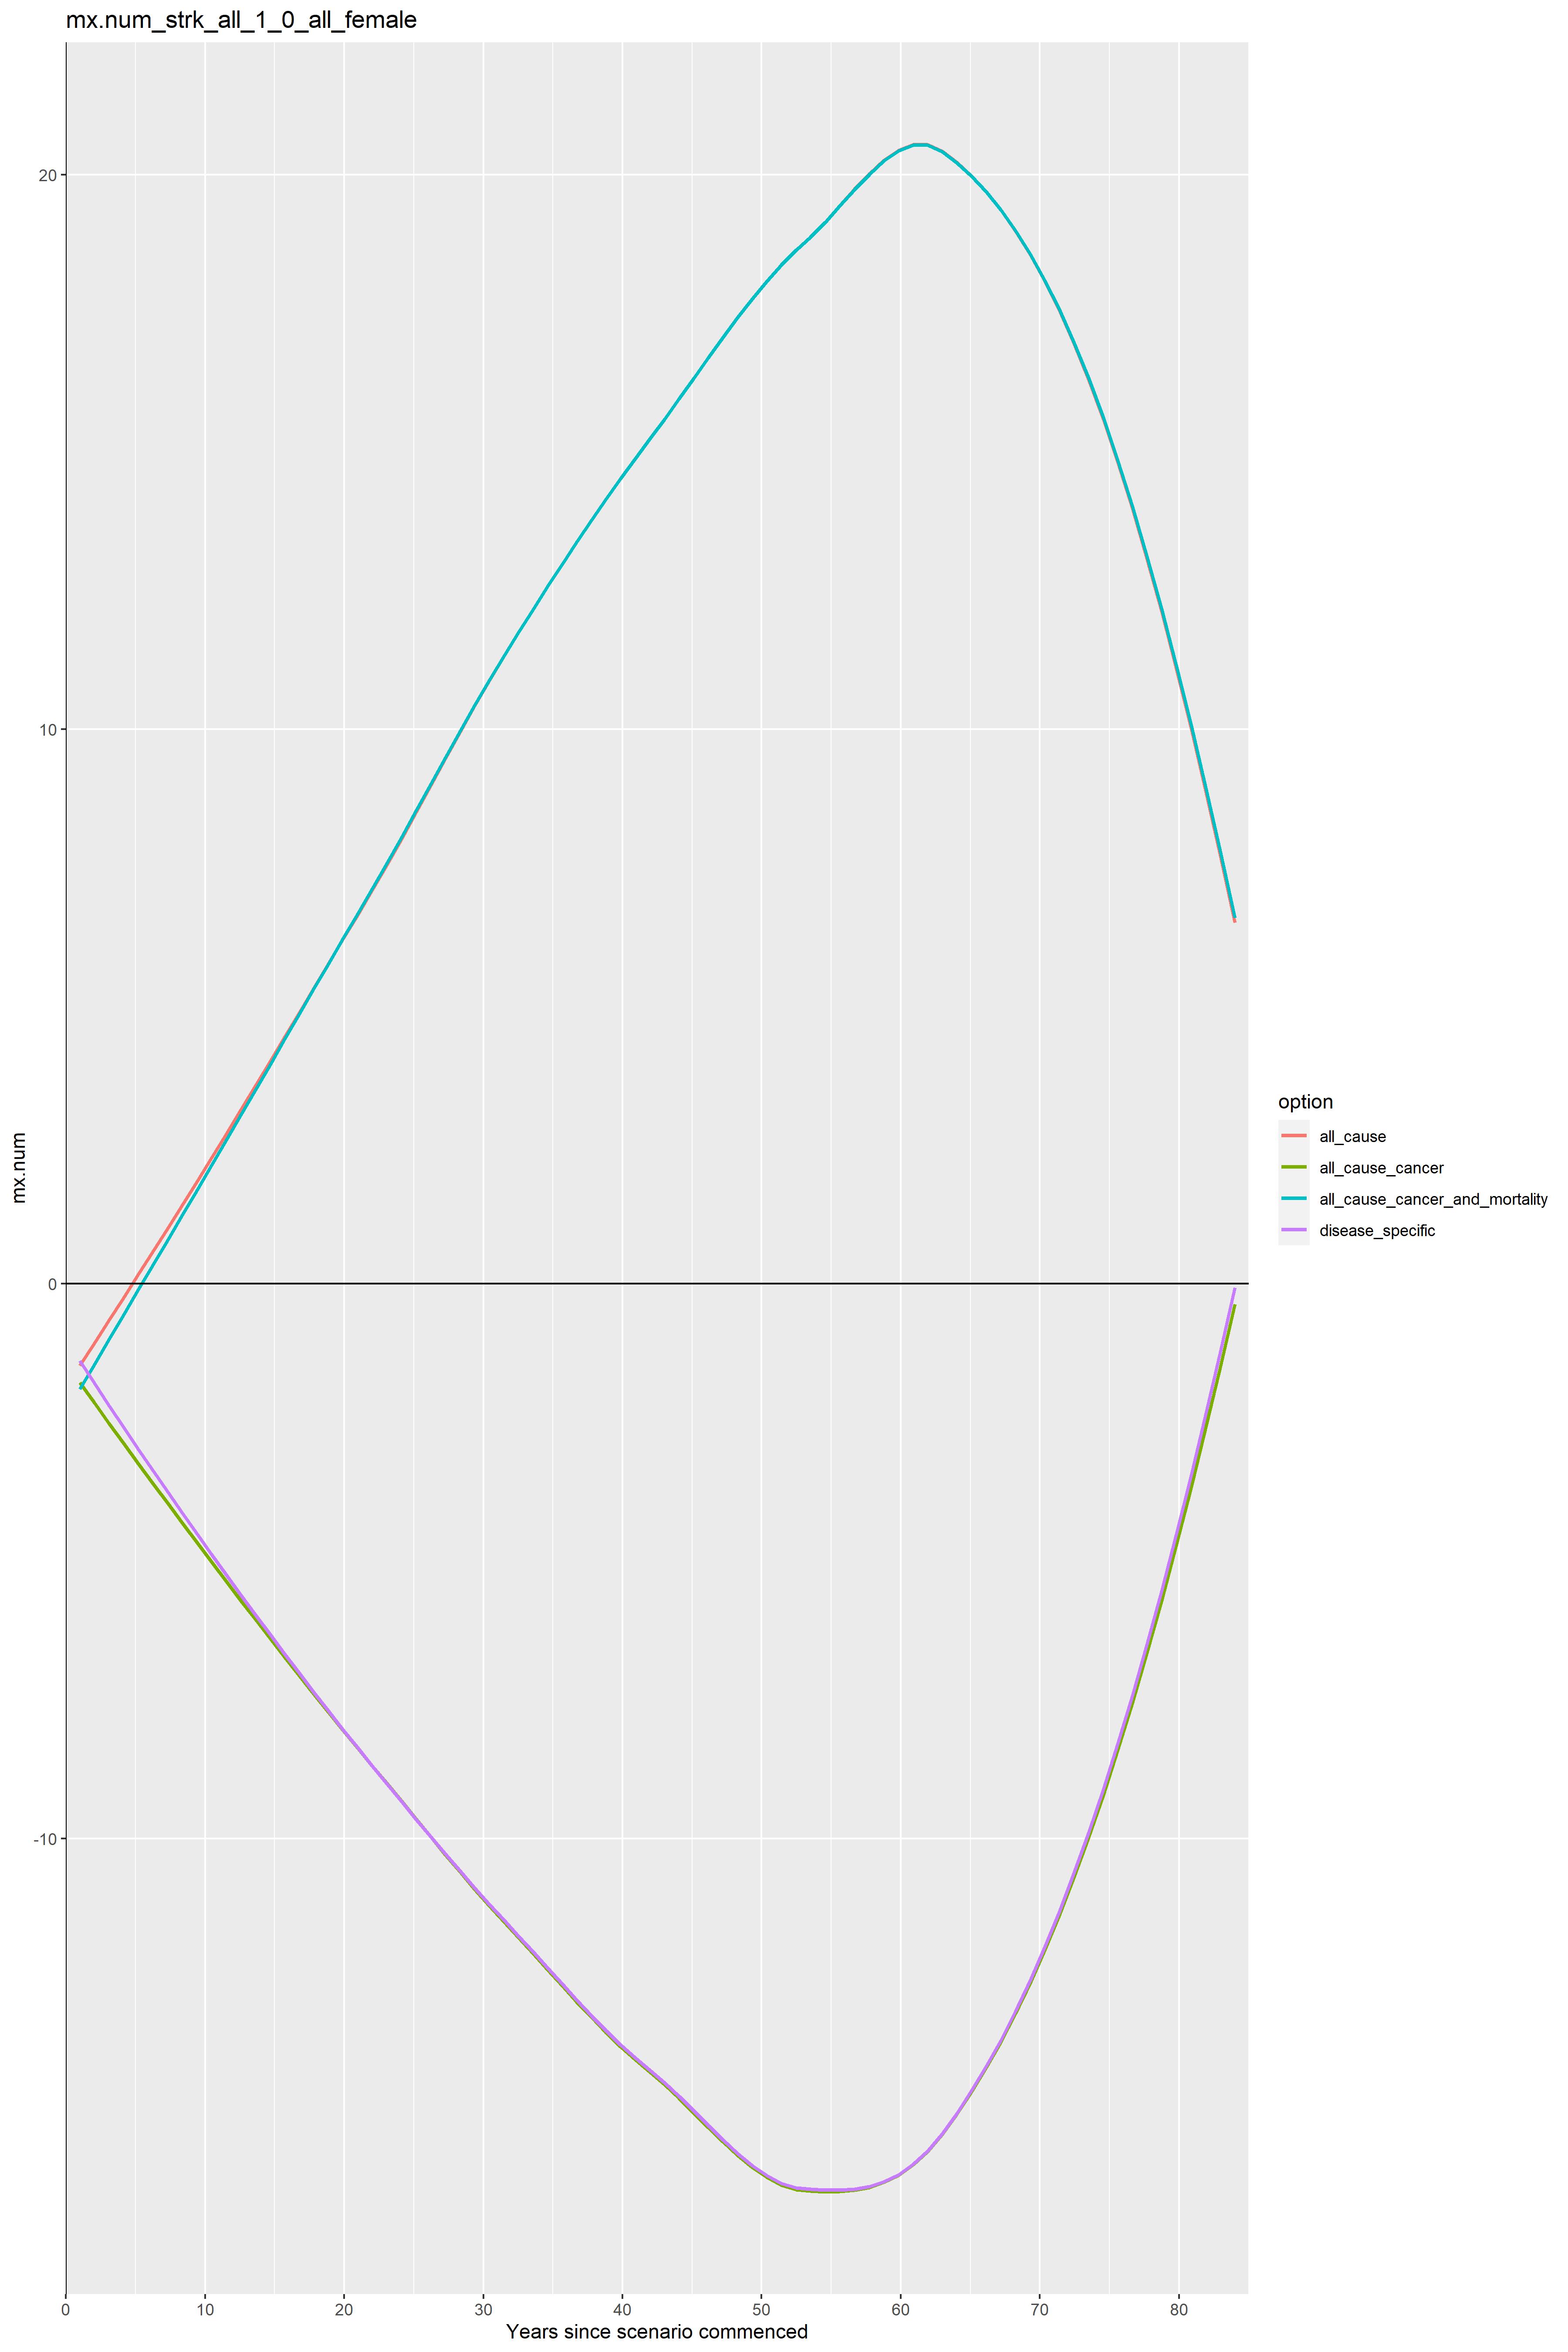 mx.num_strk_all_1_0_all_female
20
10
0
-10
mx.num
0 10 20 30 40 50 60 70 80
Years since scenario commenced
option
all_cause
all_cause_cancer
all_cause_cancer_and_mortality
disease_specific